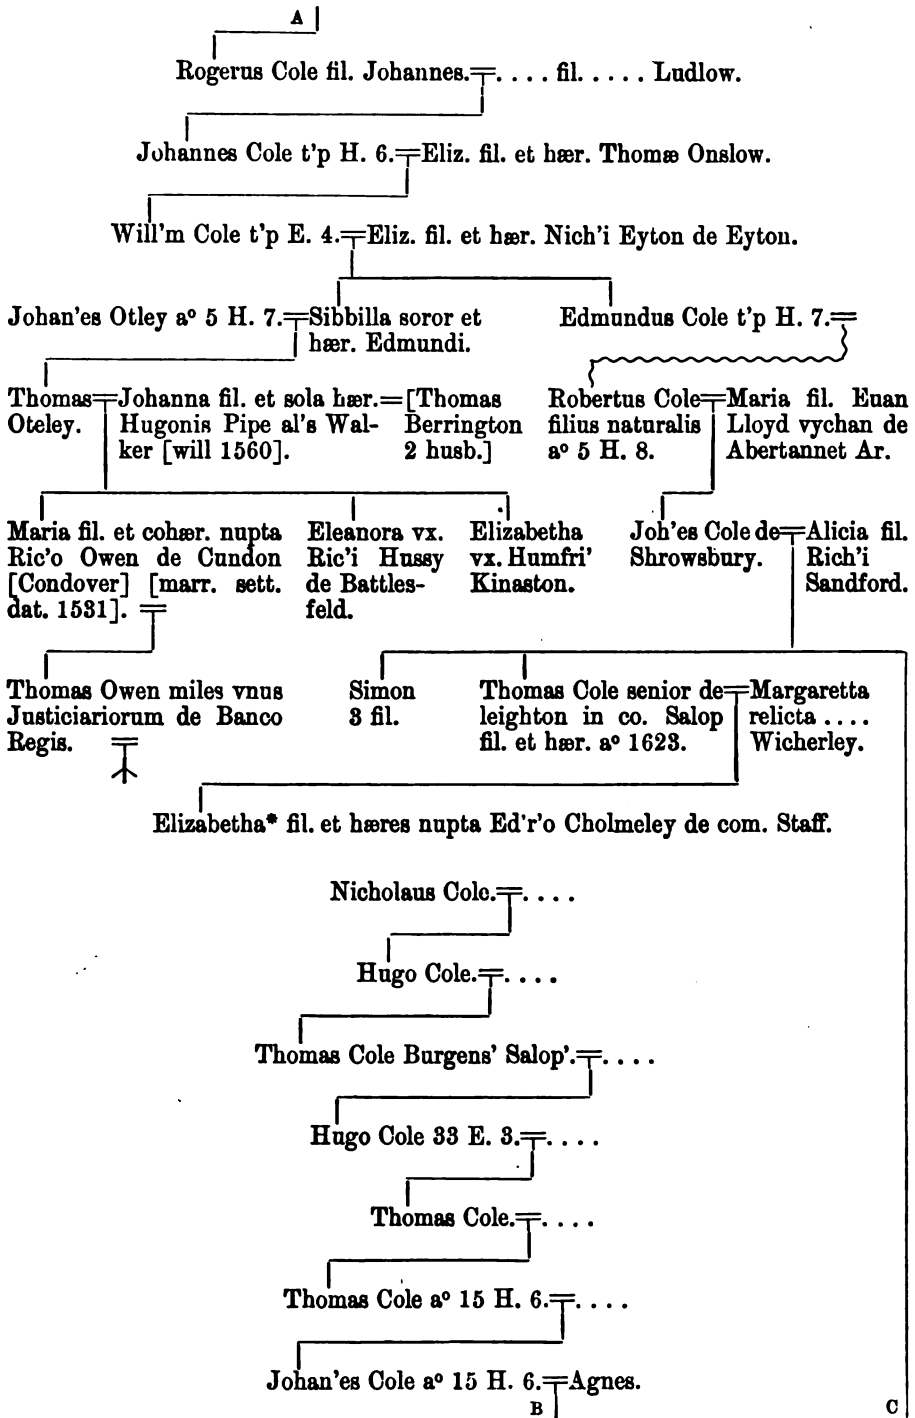 A
Rogerus Cole fil. Johannes. = . . . . fil. . . . . . Ludlow.
Johannes Cole t'p H. 6. = Eliz. fil. et hær. Thomæ Onslow.
Will'm Cole t'p E. 4. = Eliz. fil. et hær. Nich'i Eyton de Eyton.
Johan'es Otley aº 5 H. 7. = Sibbilla soror et
hær. Edmundi.
Edmundus Cole t'p H. 7. =
Thomas =
Oteley.
Johanna fil. et sola hær. =
Hugonis Pipe al's Wal-
ker [will 1560].
[Thomas
Berrington
2 husb.]
Robertus Cole =
filius naturalis
aº 5 H. 8.
Maria fil. Euan
Lloyd vychan de
Abertannet Ar.
Maria fil. et cohær. nupta
Ric'o Owen de Cundon
[Condover] [marr. sett.
dat. 1531]. =
Eleanora vx.
Ric'i Hussy
de Battles-
feld.
Elizabetha
vx. Humfri'
Kinaston.
Joh'es Cole de =
Shrowsbury.
Alicia fil.
Rich'i
Sandford.
Thomas Owen miles vnus
Justiciariorum de Banco
Regis. =
Simon
3 fil.
Thomas Cole senior de =
leighton in co. Salop
fil. et hær. aº 1623.
Margaretta
relicta . . . .
Wicherley.
Elizabetha* fil. et hæres nupta Ed'r'o Cholmeley de com. Staff.
Nicholaus Cole. = . . . .
Hugo Cole. = . . . .
Thomas Cole Burgens' Salop'. = . . . .
Hugo Cole 33 E. 3. = . . . .
Thomas Cole. = . . . .
Thomas Cole aº 15 H. 6. = . . . .
Johan'es Cole aº 15 H. 6. = Agnes.
B
C